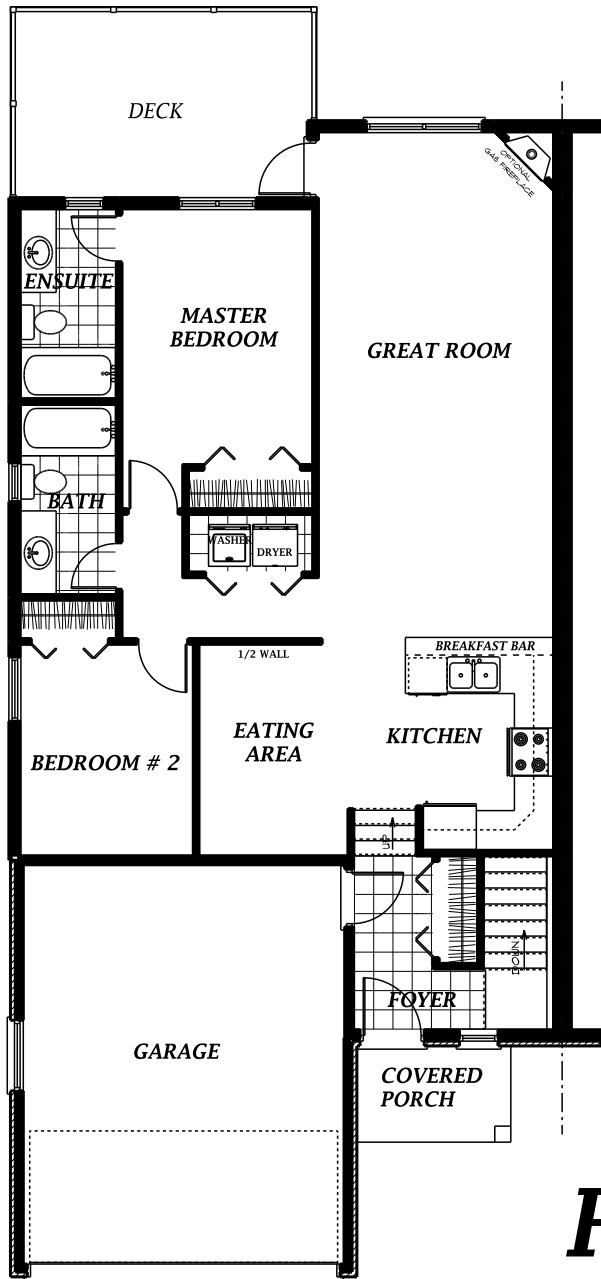 DECK
OPTIONAL
GAS FIREPLACE
ENSUITE
MASTER
BEDROOM
GREAT ROOM
BATH
WASHER
DRYER
1/2 WALL
BREAKFAST BAR
EATING
AREA
KITCHEN
BEDROOM # 2
UP
DOWN
FOYER
GARAGE
COVERED
PORCH